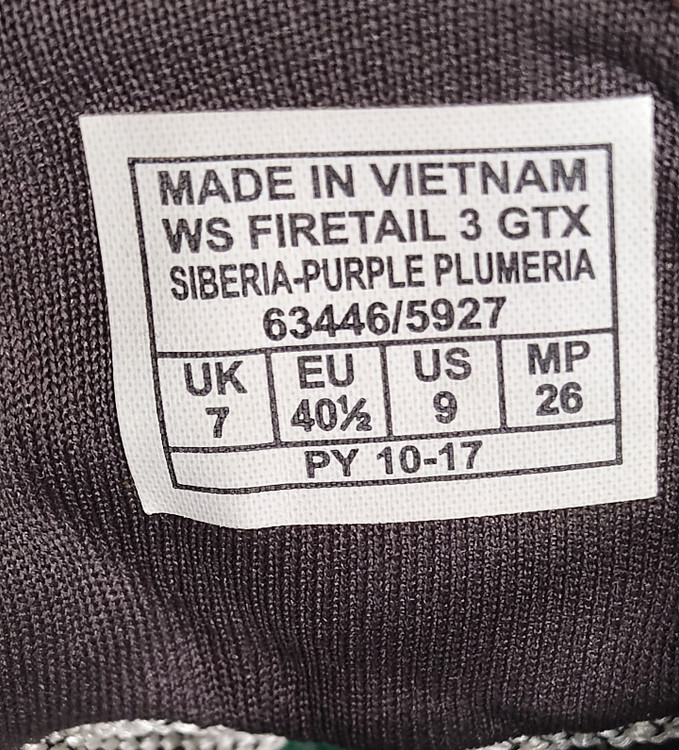 MADE IN VIETNAM
WS FIRETAIL 3 GTX
SIBERIA-PURPLE PLUMERIA
63446/5927
UK EU US MP
7 40½ 9 26
PY 10-17